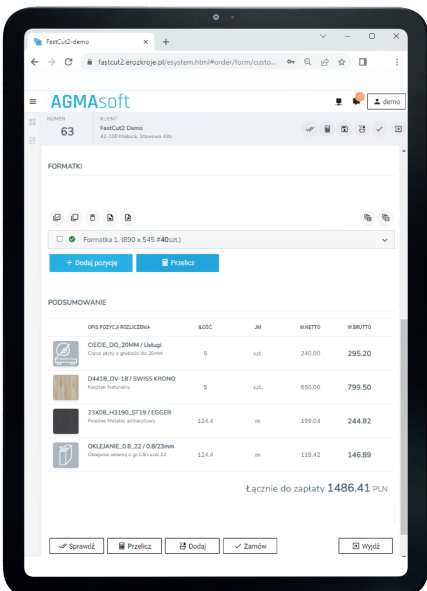 FastCut2-demo
fastcut2.erozkroje.pl/esystem.html#order/form/custo...
AGMAsoft
demo
NUMER
63
KLIENT
FastCut2 Demo
42-139 Kłobuck, Stawowa 43b
FORMATKI
Formatka 1. (890 x 545 #40szt.)
+ Dodaj pozycję
Przelicz
PODSUMOWANIE
OPIS POZYCJI ROZLICZENIA ILOŚĆ JM W.NETTO W.BRUTTO
CIECIE_DO_20MM / Usługi
Cięcie płyty o grubości do 20mm 5 szt. 240.00 295.20
D4418_OV-18 / SWISS KRONO
Kasztan Naturalny 5 szt. 650.00 799.50
23X08_H3190_ST19 / EGGER
Fineline Metallic antracytowy 124.4 m 199.04 244.82
OKLEJANIE_0.8_22 / 0.8/23mm
Oklejanie okleiną o gr.0,8 i szer.22 124.4 m 119.42 146.89
Łącznie do zapłaty 1486.41 PLN
Sprawdź
Przelicz
Dodaj
Zamów
Wyjdź